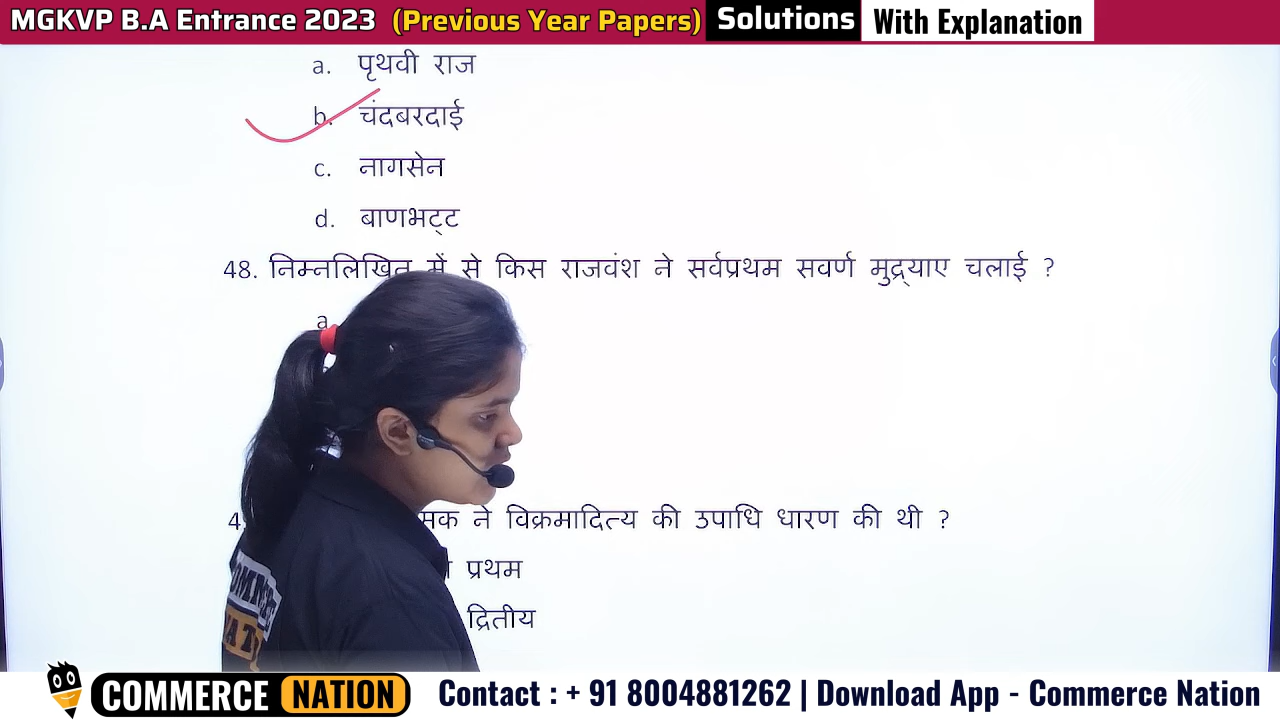 MGKVP B.A Entrance 2023 (Previous Year Papers) Solutions With Explanation
a. पृथवी राज
b. चंदबरदाई
c. नागसेन
d. बाणभट्ट
48. निम्नलिखित में से किस राजवंश ने सर्वप्रथम सवर्ण मुद्र्याए चलाई ?
a
4 मक ने विक्रमादित्य की उपाधि धारण की थी ?
प्रथम
द्रितीय
COMMERCE NATION Contact : + 91 8004881262 | Download App - Commerce Nation